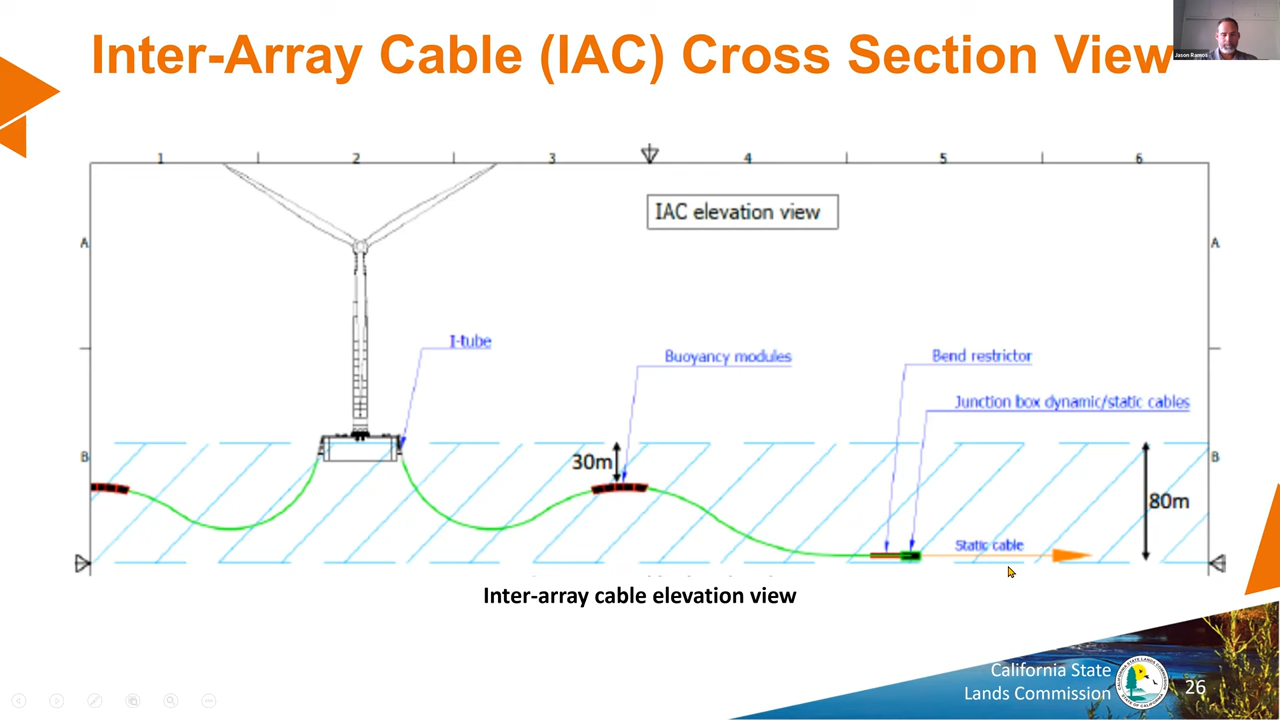 Inter-Array Cable (IAC) Cross Section View
Jason Ramos
1 2 3 4 5 6
IAC elevation view
A A
I-tube
Buoyancy modules
Bend restrictor
Junction box dynamic/static cables
B B
30m
80m
Static cable
Inter-array cable elevation view
California State
Lands Commission
26